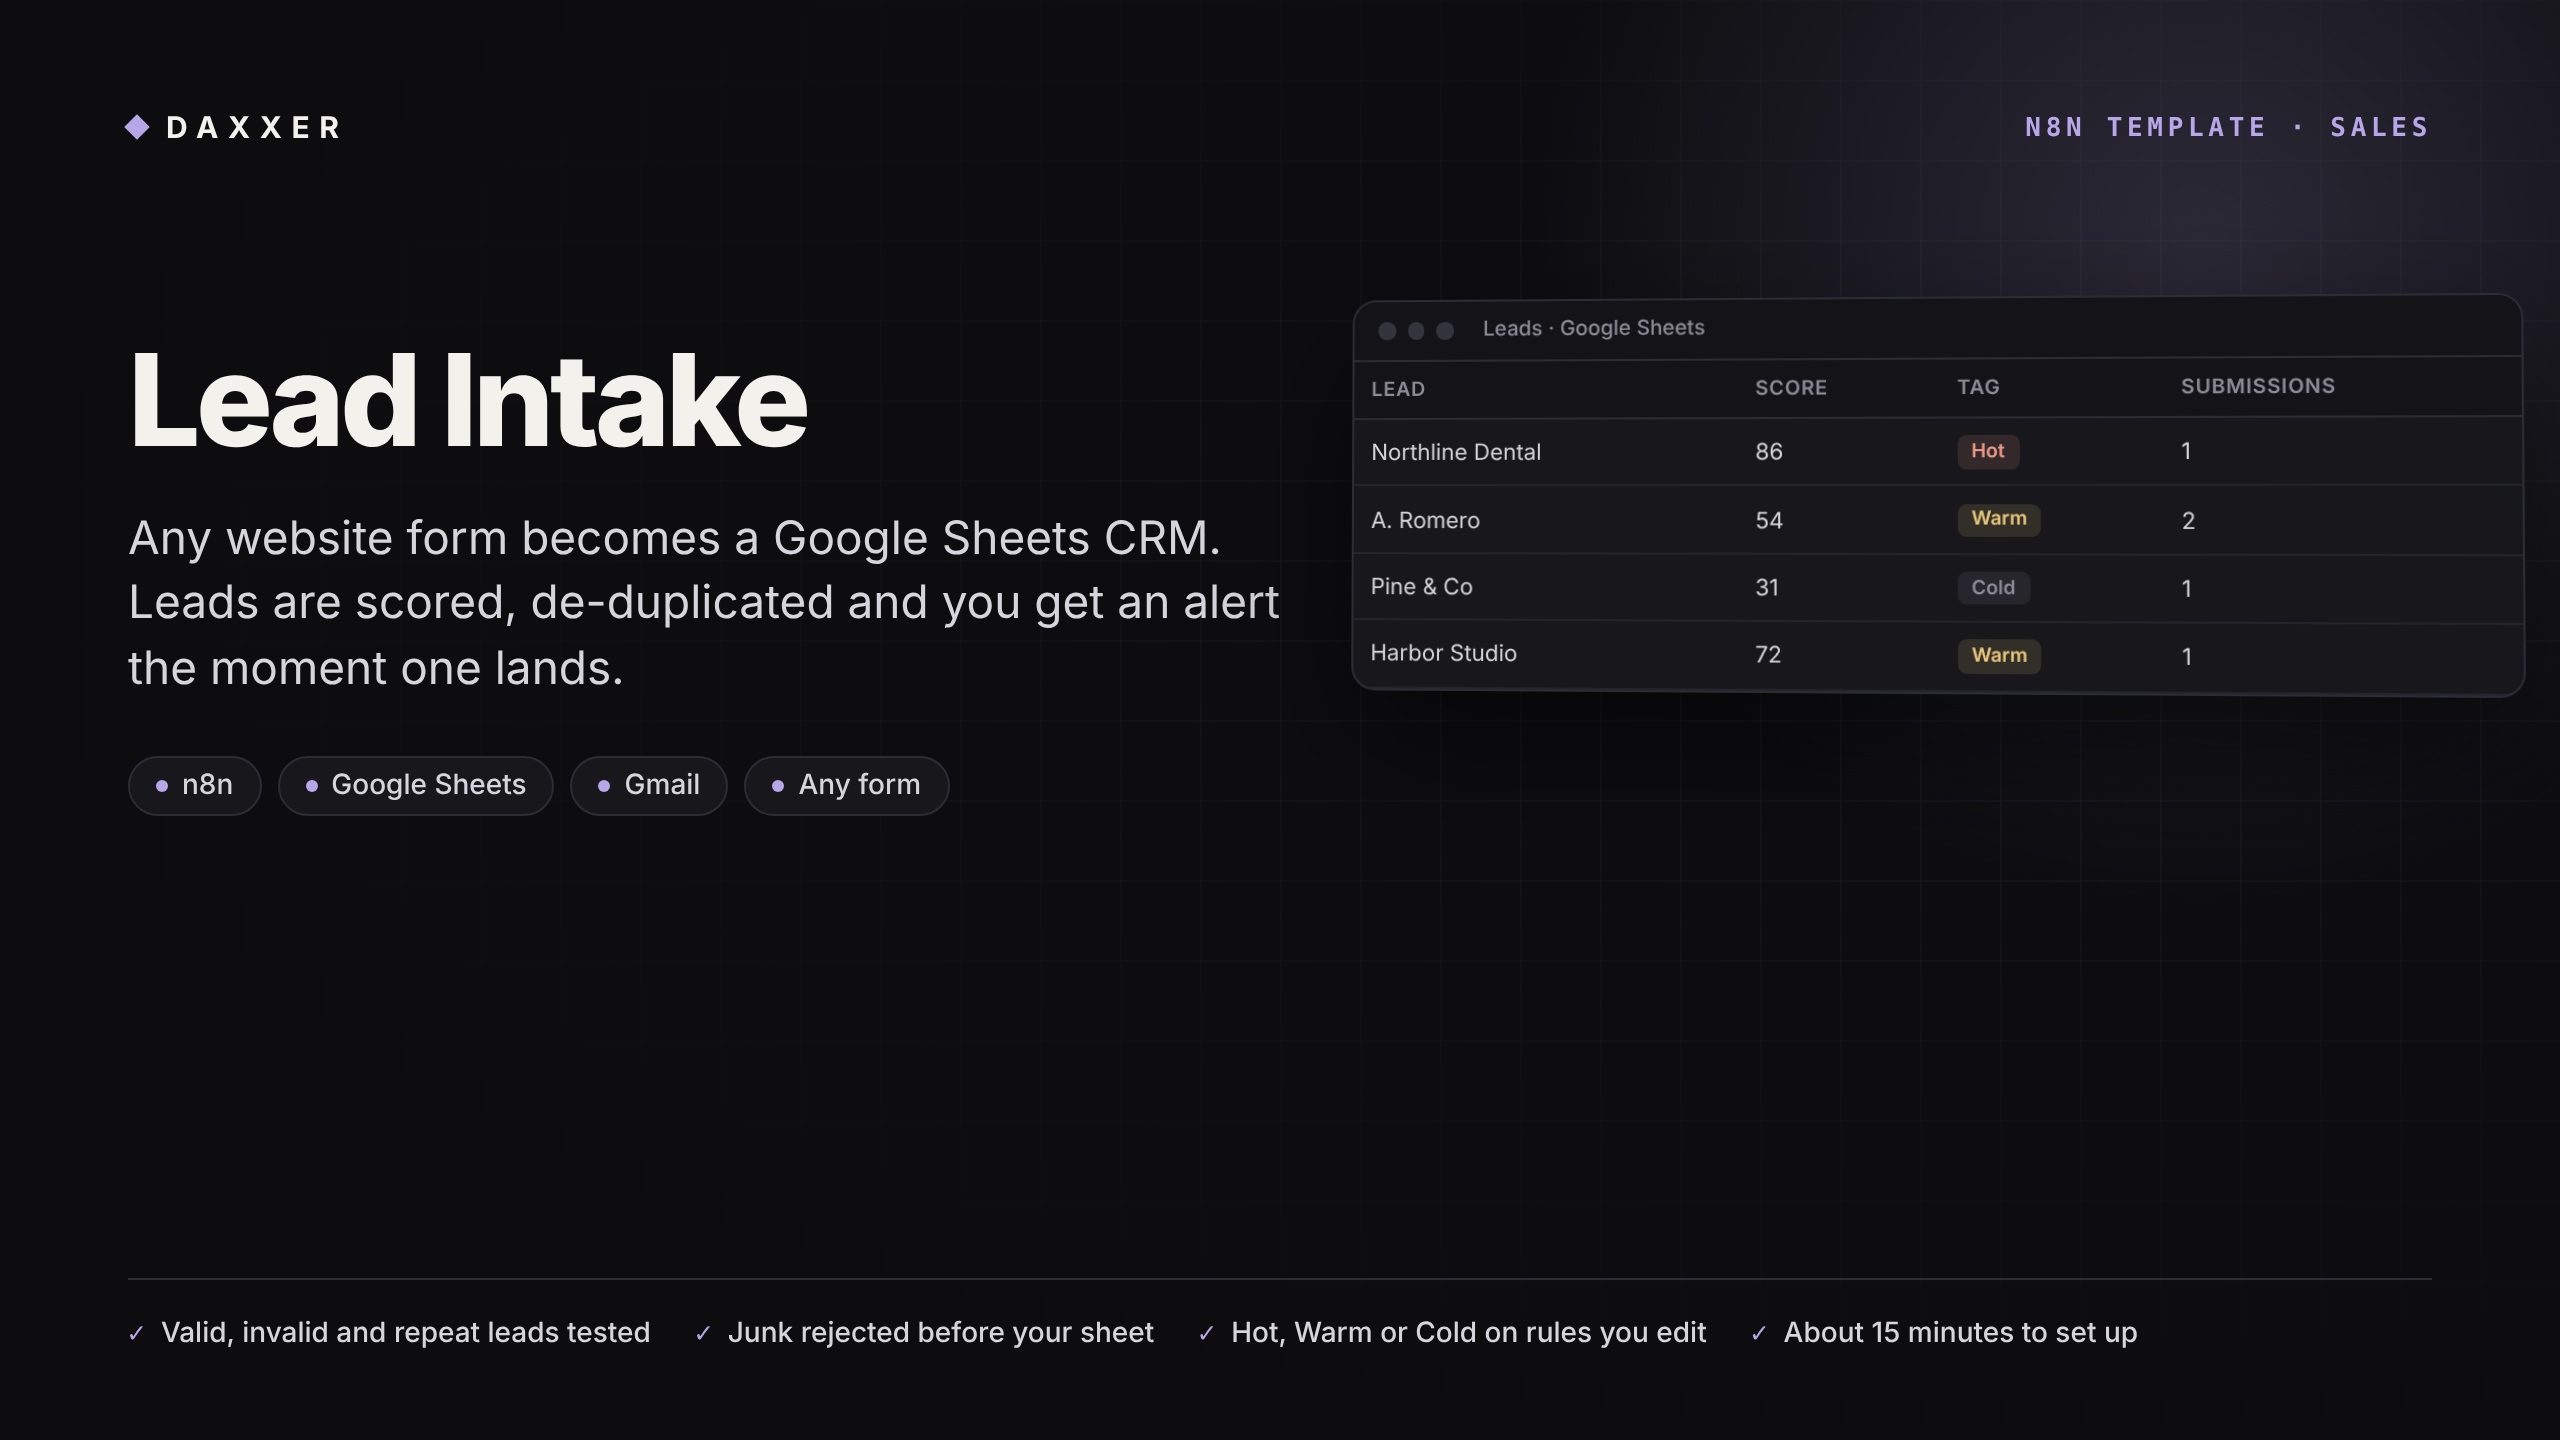 DAXXER
N8N TEMPLATE · SALES
Lead Intake
Any website form becomes a Google Sheets CRM.
Leads are scored, de-duplicated and you get an alert
the moment one lands.
n8n Google Sheets Gmail Any form
Leads · Google Sheets
LEAD SCORE TAG SUBMISSIONS
Northline Dental 86 Hot 1
A. Romero 54 Warm 2
Pine & Co 31 Cold 1
Harbor Studio 72 Warm 1
✓ Valid, invalid and repeat leads tested ✓ Junk rejected before your sheet ✓ Hot, Warm or Cold on rules you edit ✓ About 15 minutes to set up